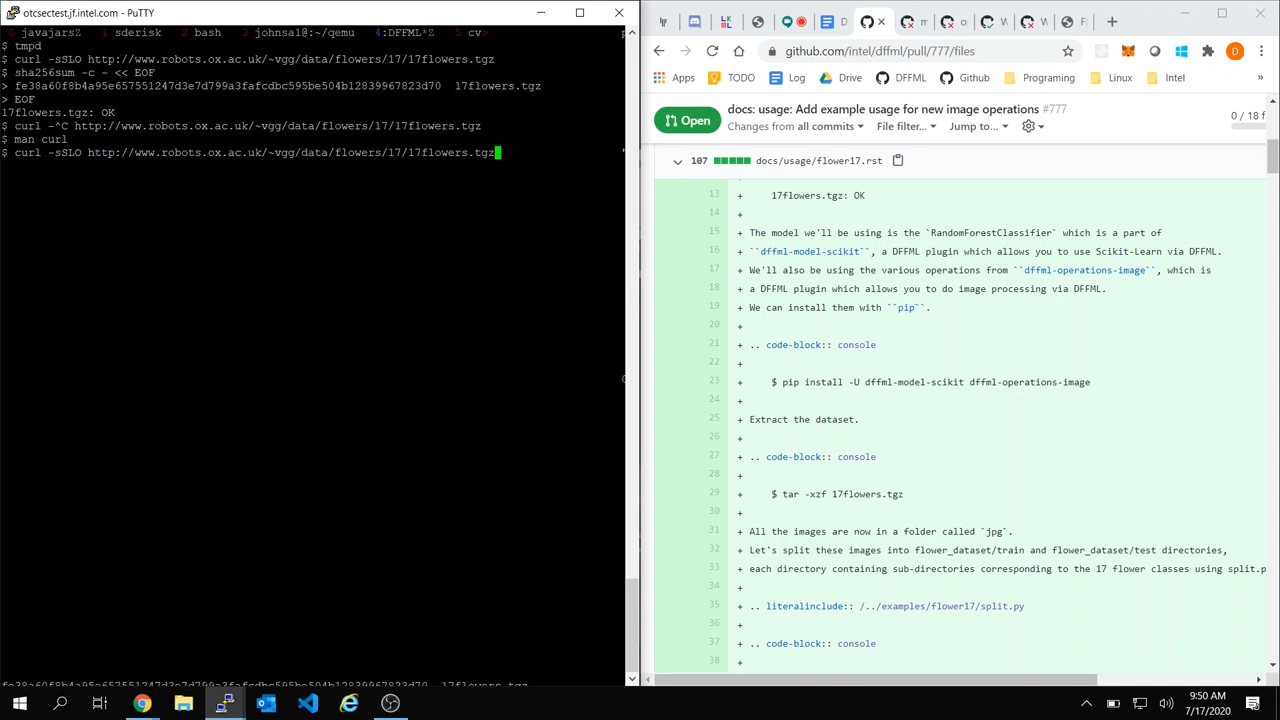 otcsectest.jf.intel.com - PuTTY
0 javajarsZ 1 sderisk 2 bash 3 johnsa1@:~/qemu 4:DFFML*Z 5 cv>
$ tmpd
$ curl -sSLO http://www.robots.ox.ac.uk/~vgg/data/flowers/17/17flowers.tgz
$ sha256sum -c - << EOF
> fe38a60f8b4a95e657551247d3e7d799a3fafcdbc595be504b12839967823d70  17flowers.tgz
> EOF
17flowers.tgz: OK
$ curl -^C http://www.robots.ox.ac.uk/~vgg/data/flowers/17/17flowers.tgz
$ man curl
$ curl -sSLO http://www.robots.ox.ac.uk/~vgg/data/flowers/17/17flowers.tgz
github.com/intel/dffml/pull/777/files
Apps TODO Log Drive DFFML Github Programing Linux Intel
Open
docs: usage: Add example usage for new image operations #777
Changes from all commits File filter... Jump to...
0 / 18 f
107 docs/usage/flower17.rst
13 + 17flowers.tgz: OK
14 +
15 + The model we'll be using is the `RandomForestClassifier` which is a part of
16 + ``dffml-model-scikit``, a DFFML plugin which allows you to use Scikit-Learn via DFFML.
17 + We'll also be using the various operations from ``dffml-operations-image``, which is
18 + a DFFML plugin which allows you to do image processing via DFFML.
19 + We can install them with ``pip``.
20 +
21 + .. code-block:: console
22 +
23 + $ pip install -U dffml-model-scikit dffml-operations-image
24 +
25 + Extract the dataset.
26 +
27 + .. code-block:: console
28 +
29 + $ tar -xzf 17flowers.tgz
30 +
31 + All the images are now in a folder called `jpg`.
32 + Let's split these images into flower_dataset/train and flower_dataset/test directories,
33 + each directory containing sub-directories corresponding to the 17 flower classes using split.p
34 +
35 + .. literalinclude:: /../examples/flower17/split.py
36 +
37 + .. code-block:: console
38 +
9:50 AM
7/17/2020